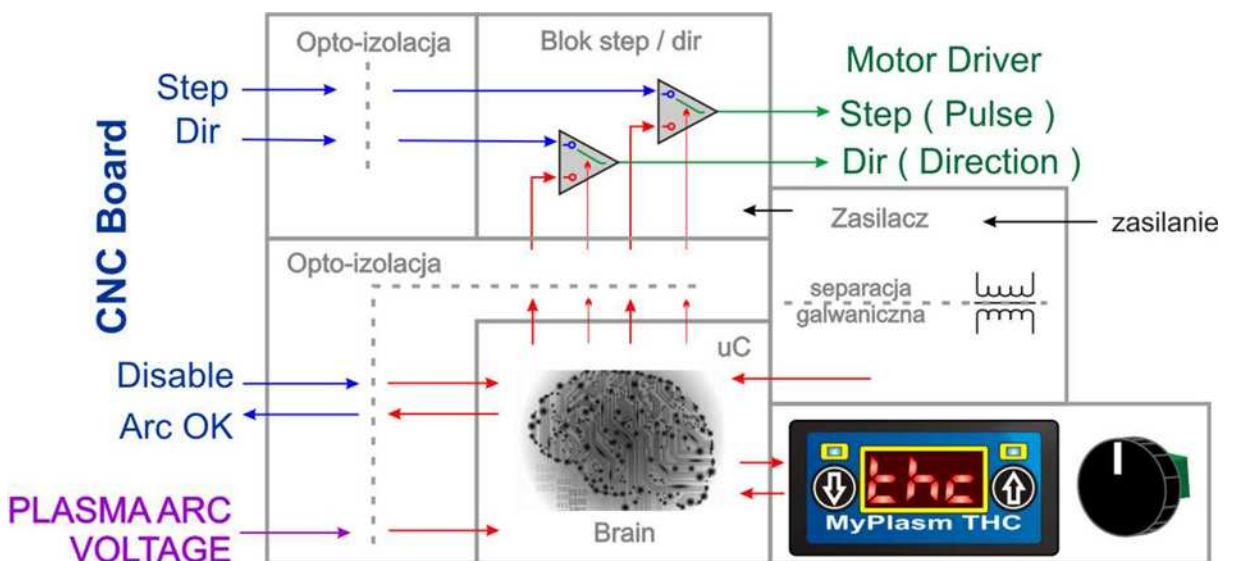 Opto-izolacja
Blok step / dir
Motor Driver
Step
Step ( Pulse )
Dir
Dir ( Direction )
CNC Board
Zasilacz
zasilanie
Opto-izolacja
separacja
galwaniczna
uC
Disable
Arc OK
thc
MyPlasm THC
PLASMA ARC
VOLTAGE
Brain